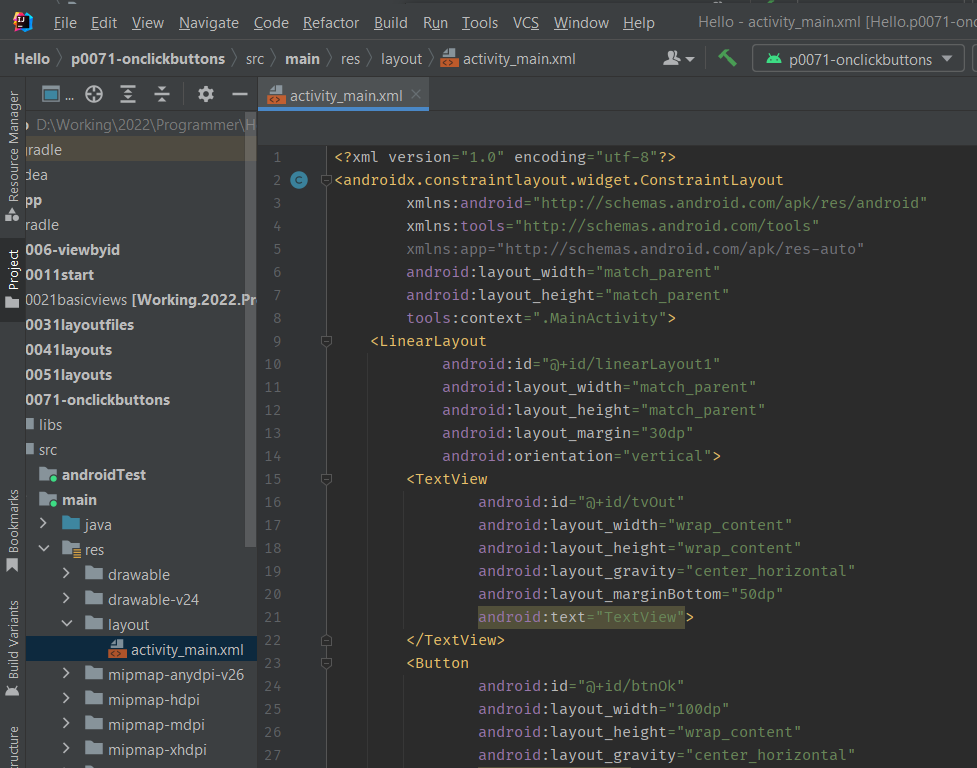 File Edit View Navigate Code Refactor Build Run Tools VCS Window Help Hello - activity_main.xml [Hello.p0071-onc
Hello p0071-onclickbuttons src main res layout activity_main.xml p0071-onclickbuttons
... activity_main.xml
Resource Manager
Project
Bookmarks
Build Variants
ructure
D:\Working\2022\Programmer\H
radle
dea
pp
radle
006-viewbyid
0011start
0021basicviews [Working.2022.Pr
0031layoutfiles
0041layouts
0051layouts
0071-onclickbuttons
libs
src
androidTest
main
java
res
drawable
drawable-v24
layout
activity_main.xml
mipmap-anydpi-v26
mipmap-hdpi
mipmap-mdpi
mipmap-xhdpi
1 <?xml version="1.0" encoding="utf-8"?>
2 C <androidx.constraintlayout.widget.ConstraintLayout
3 xmlns:android="http://schemas.android.com/apk/res/android"
4 xmlns:tools="http://schemas.android.com/tools"
5 xmlns:app="http://schemas.android.com/apk/res-auto"
6 android:layout_width="match_parent"
7 android:layout_height="match_parent"
8 tools:context=".MainActivity">
9 <LinearLayout
10 android:id="@+id/linearLayout1"
11 android:layout_width="match_parent"
12 android:layout_height="match_parent"
13 android:layout_margin="30dp"
14 android:orientation="vertical">
15 <TextView
16 android:id="@+id/tvOut"
17 android:layout_width="wrap_content"
18 android:layout_height="wrap_content"
19 android:layout_gravity="center_horizontal"
20 android:layout_marginBottom="50dp"
21 android:text="TextView">
22 </TextView>
23 <Button
24 android:id="@+id/btnOk"
25 android:layout_width="100dp"
26 android:layout_height="wrap_content"
27 android:layout_gravity="center_horizontal"